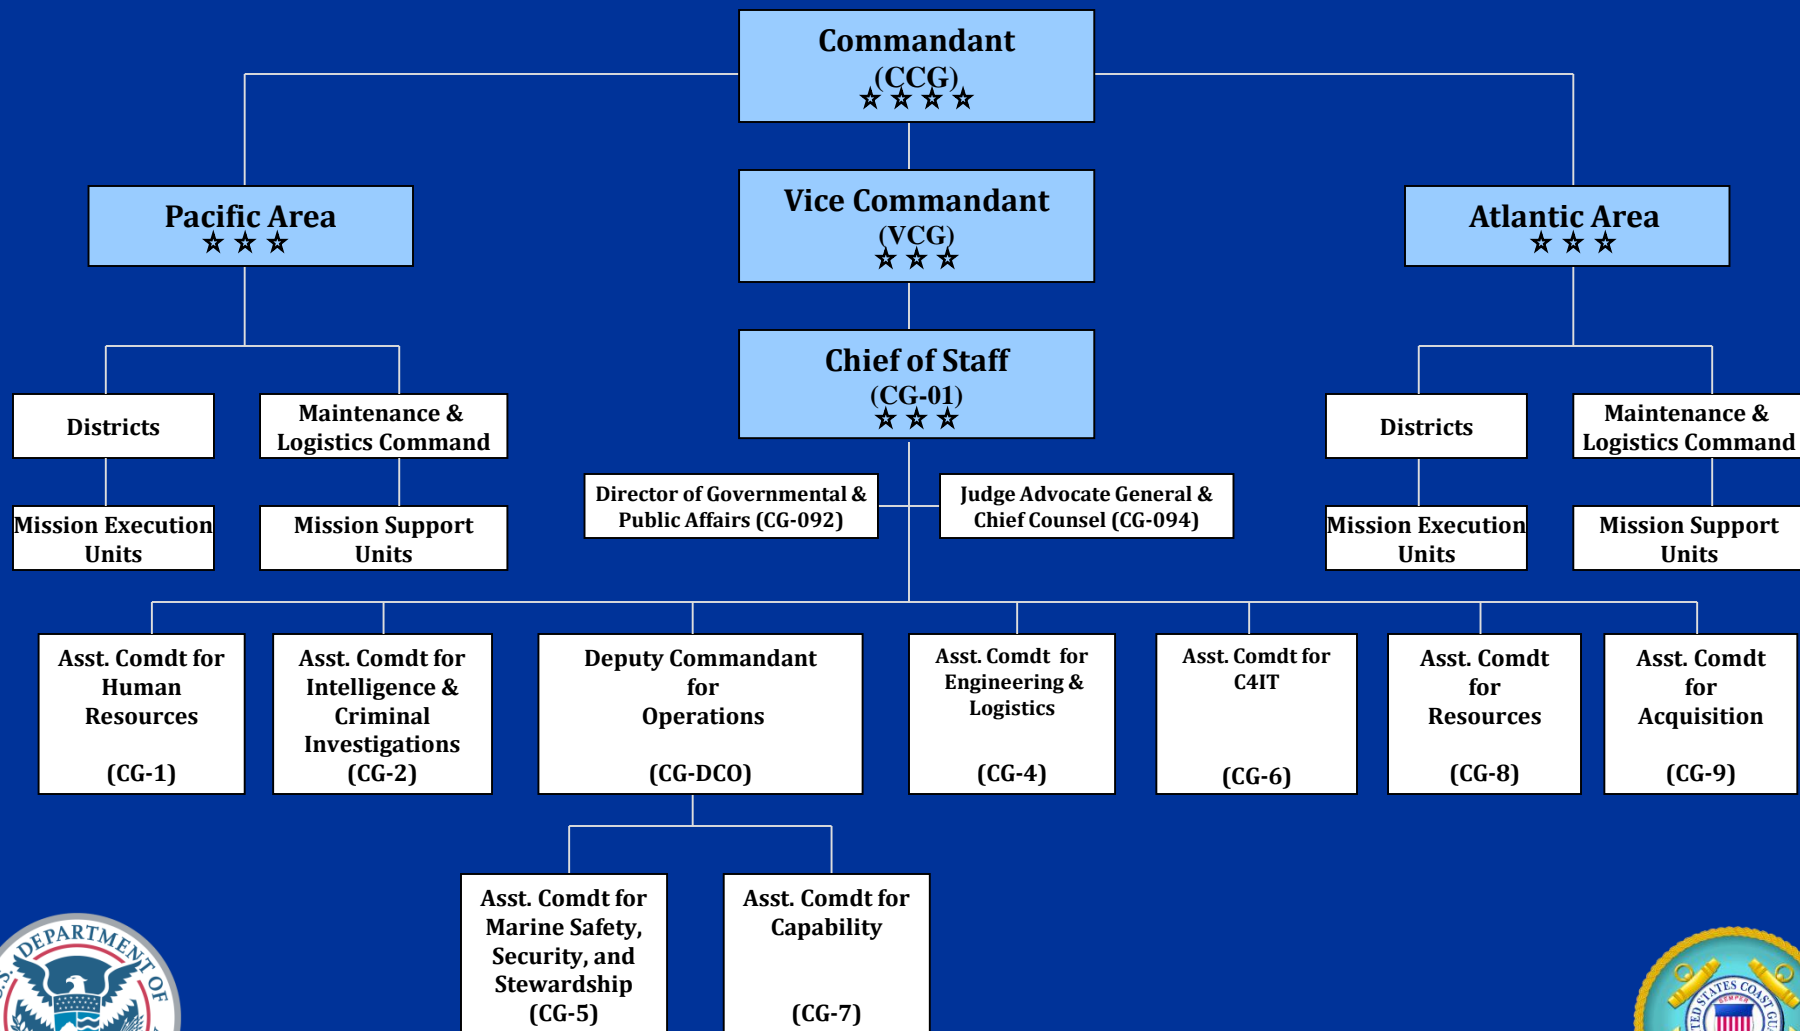 Commandant
(CCG)
Vice Commandant
(VCG)
Pacific Area
Atlantic Area
Chief of Staff
(CG-01)
Districts
Maintenance &
Logistics Command
Mission Execution
Units
Mission Support
Units
Director of Governmental &
Public Affairs (CG-092)
Judge Advocate General &
Chief Counsel (CG-094)
Districts
Maintenance &
Logistics Command
Mission Execution
Units
Mission Support
Units
Asst. Comdt for
Human
Resources
(CG-1)
Asst. Comdt for
Intelligence &
Criminal
Investigations
(CG-2)
Deputy Commandant
for
Operations
(CG-DCO)
Asst. Comdt for
Engineering &
Logistics
(CG-4)
Asst. Comdt for
C4IT
(CG-6)
Asst. Comdt
for
Resources
(CG-8)
Asst. Comdt
for
Acquisition
(CG-9)
Asst. Comdt for
Marine Safety,
Security, and
Stewardship
(CG-5)
Asst. Comdt for
Capability
(CG-7)
U.S. DEPARTMENT OF
STATES COAST
SEMPER